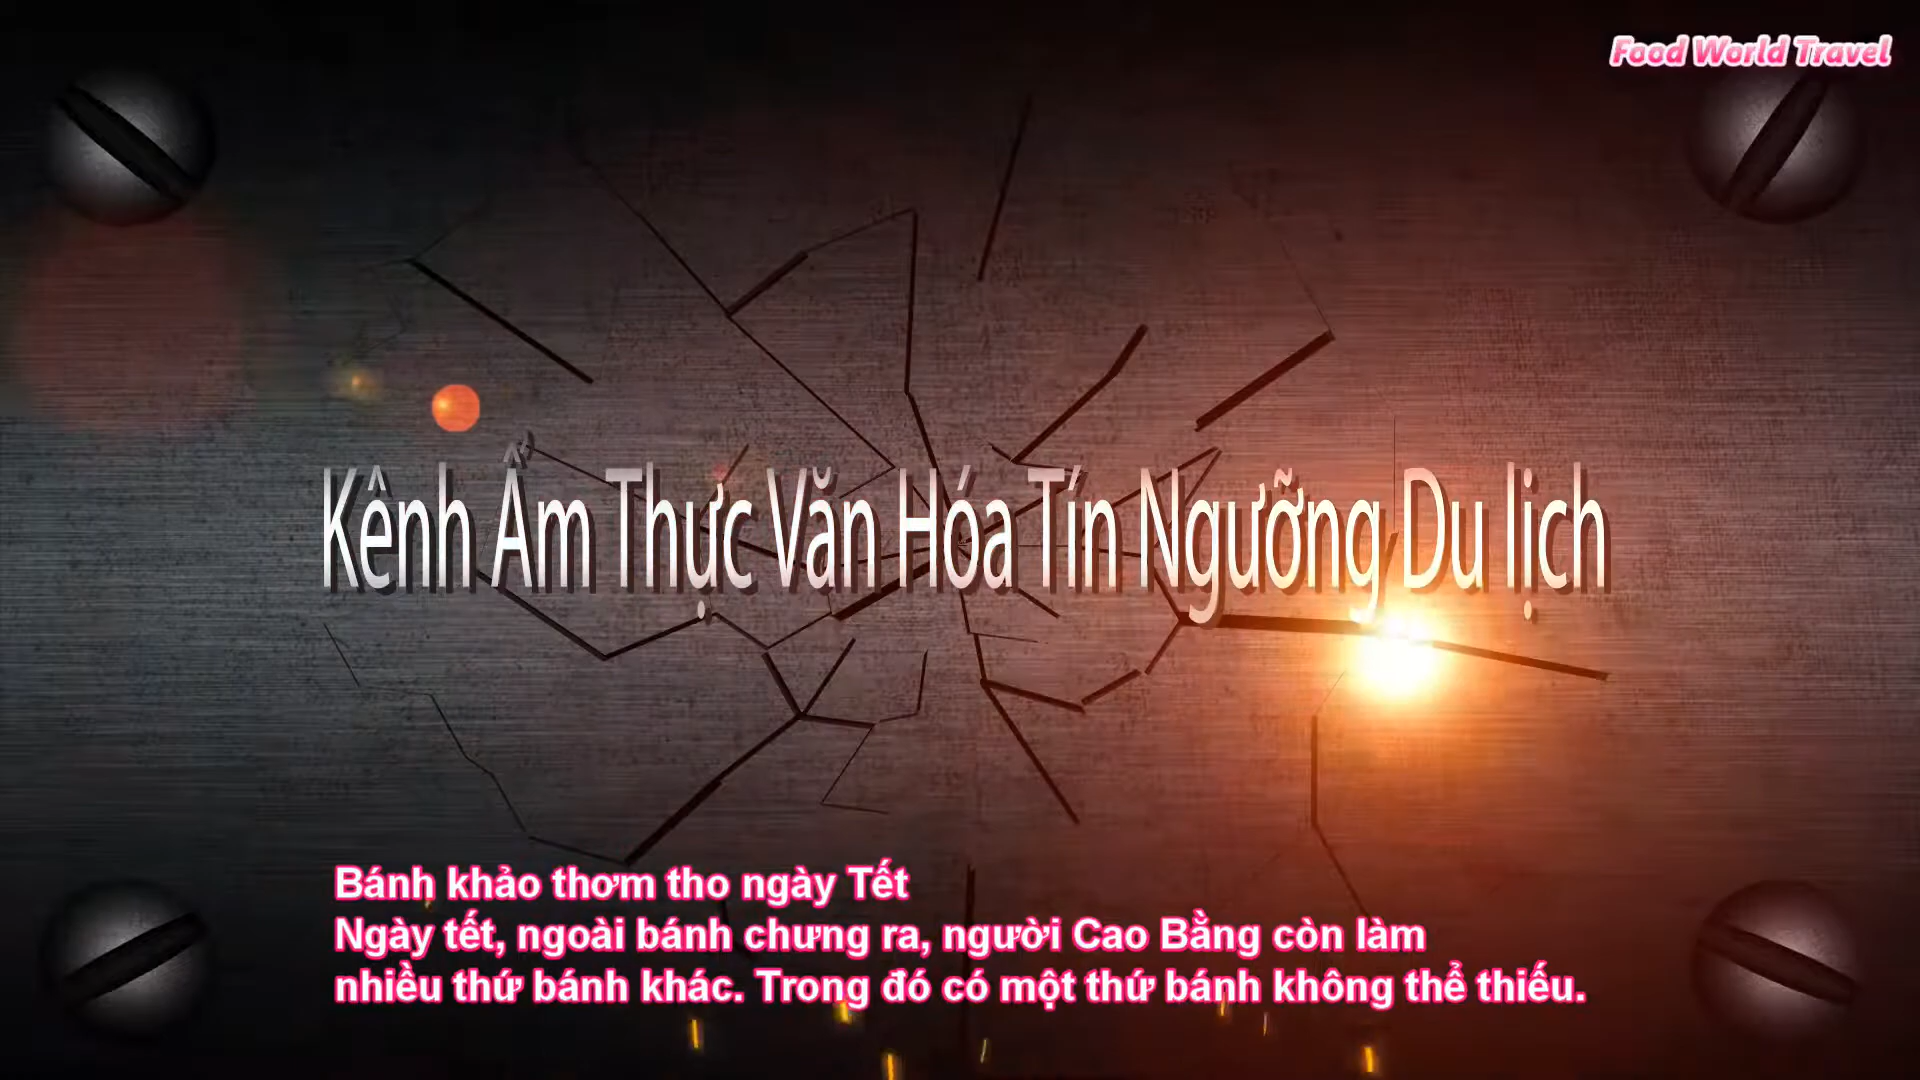 Food World Travel
Kênh Ẩm Thực Văn Hóa Tín Ngưỡng Du lịch
Bánh khảo thơm tho ngày Tết
Ngày tết, ngoài bánh chưng ra, người Cao Bằng còn làm
nhiều thứ bánh khác. Trong đó có một thứ bánh không thể thiếu.